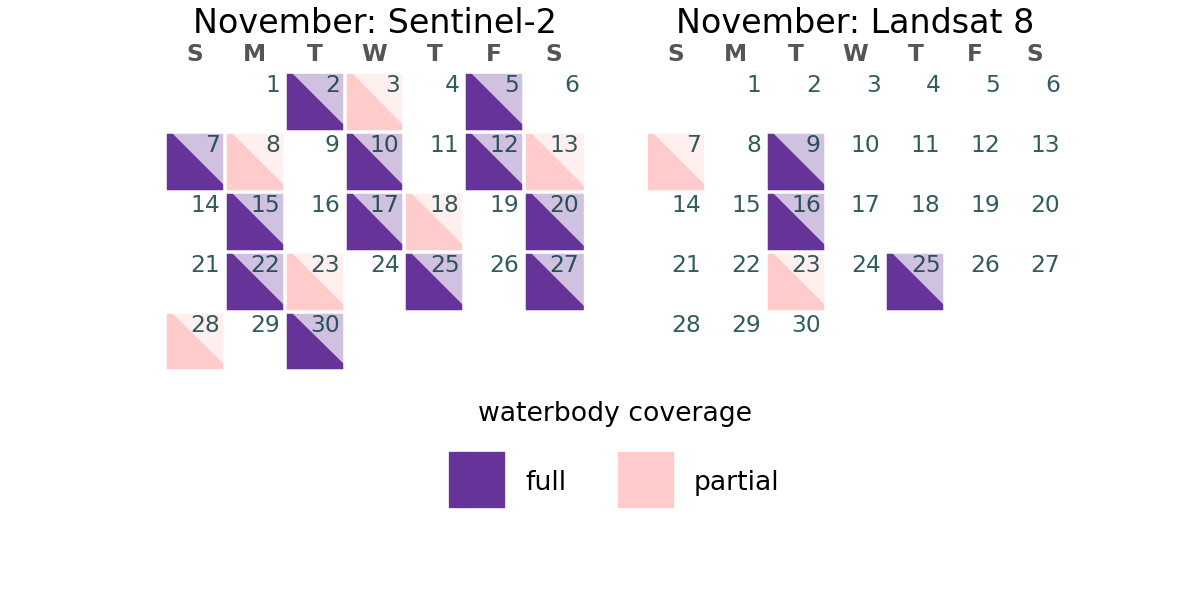 November: Sentinel-2
S M T W T F S
1 2 3 4 5 6
7 8 9 10 11 12 13
14 15 16 17 18 19 20
21 22 23 24 25 26 27
28 29 30
November: Landsat 8
S M T W T F S
1 2 3 4 5 6
7 8 9 10 11 12 13
14 15 16 17 18 19 20
21 22 23 24 25 26 27
28 29 30
waterbody coverage
full partial